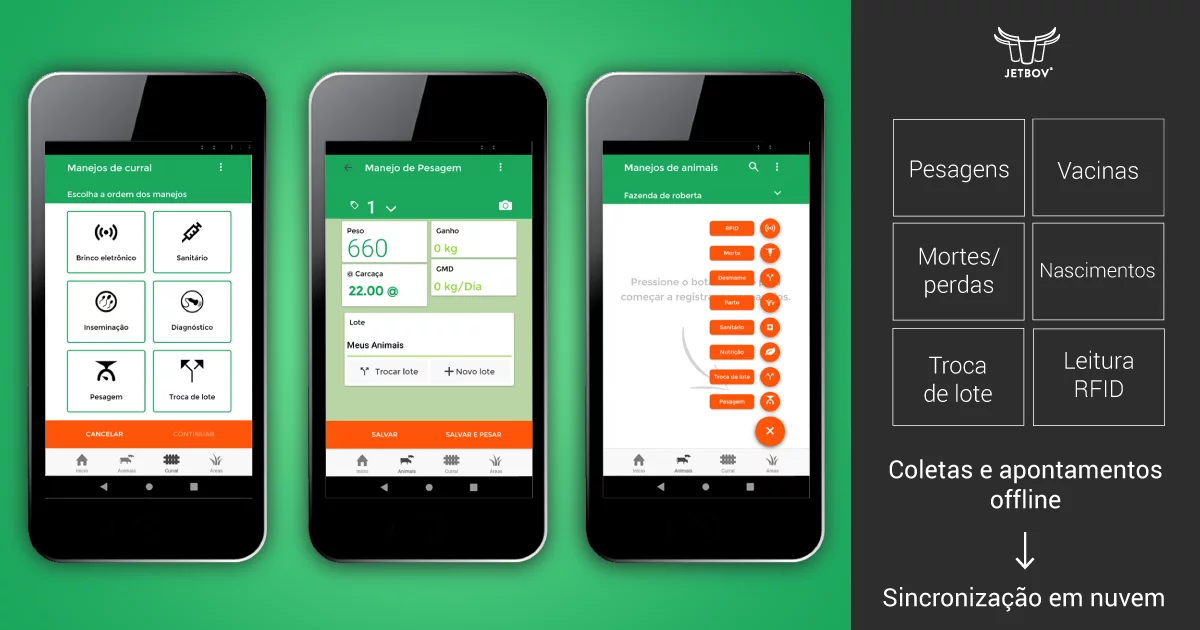 Manejos de curral
Escolha a ordem dos manejos
Brinco eletrônico
Sanitário
Inseminação
Diagnóstico
Pesagem
Troca de lote
CANCELAR
CONTINUAR
Início
Animais
Curral
Áreas
Manejo de Pesagem
1
Peso
660
Ganho
0 kg
@ Carcaça
22.00 @
GMD
0 kg/Dia
Lote
Meus Animais
Trocar lote
Novo lote
SALVAR
SALVAR E PESAR
Início
Animais
Curral
Áreas
Manejos de animais
Fazenda de roberta
RFID
Morte
Desmame
Pressione o
começar a registra
Parto
Sanitário
Nutrição
Troca de lote
Pesagem
Início
Animais
Curral
Áreas
JETBOV
Pesagens
Vacinas
Mortes/
perdas
Nascimentos
Troca
de lote
Leitura
RFID
Coletas e apontamentos
offline
Sincronização em nuvem